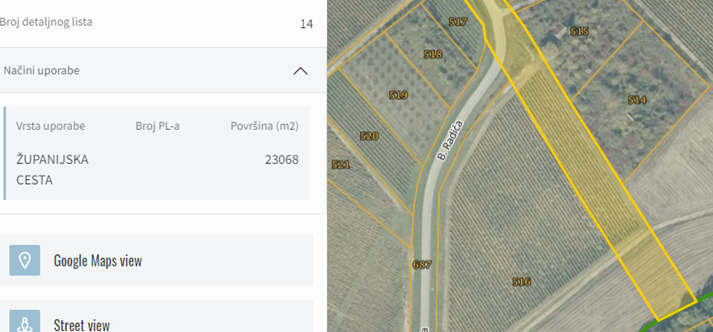 Broj detaljnog lista
14
Načini uporabe
Vrsta uporabe
Broj PL-a
Površina (m2)
ŽUPANIJSKA
CESTA
23068
Google Maps view
Street view
517
515
518
519
514
520
521
B. Radića
687
516